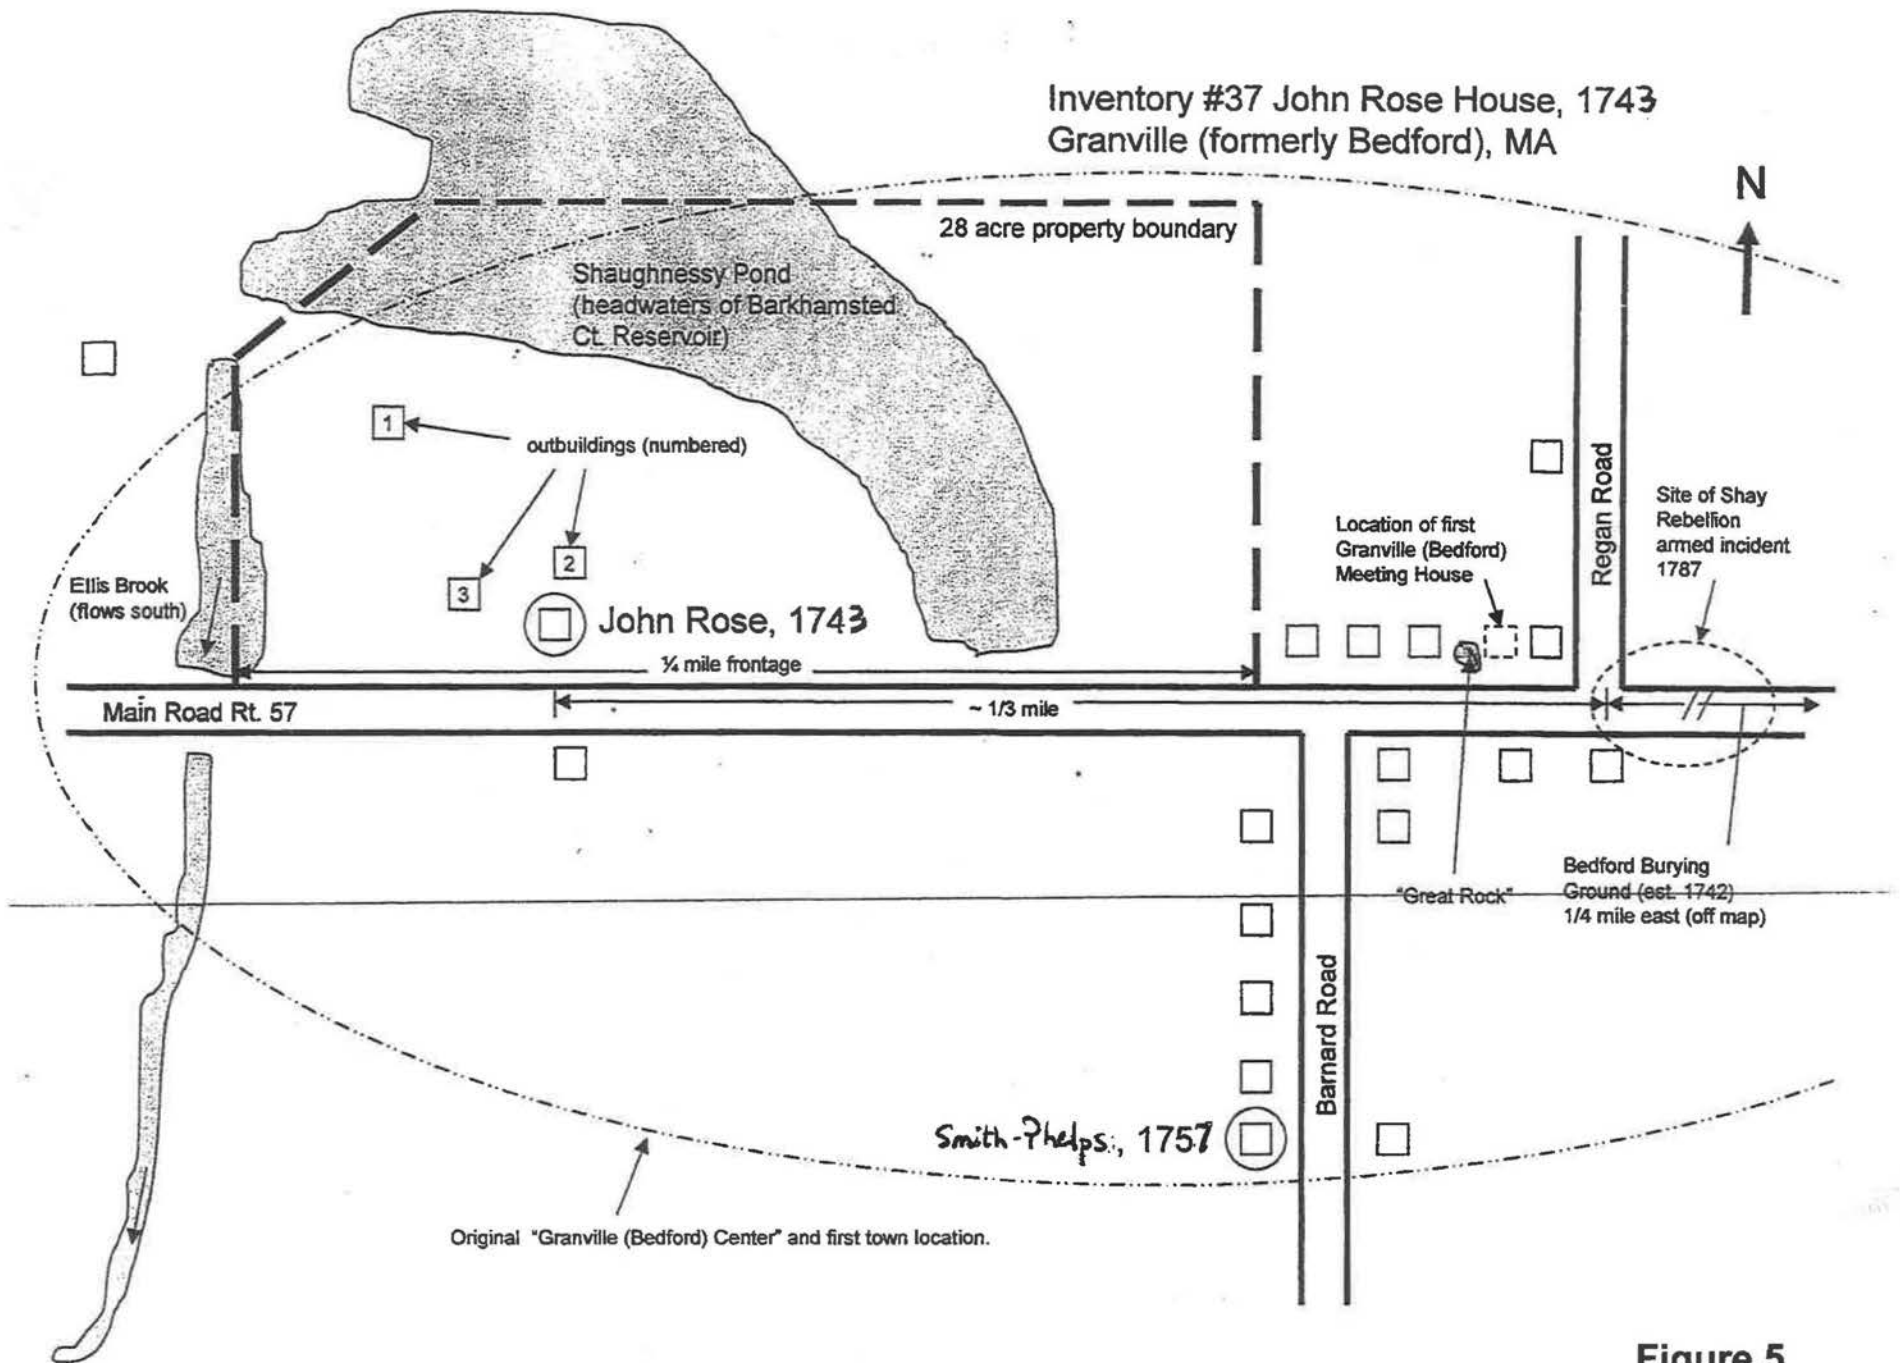 Inventory #37 John Rose House, 1743
Granville (formerly Bedford), MA
N
28 acre property boundary
Shaughnessy Pond
(headwaters of Barkhamsted
Ct. Reservoir)
1
outbuildings (numbered)
Regan Road
Site of Shay
Rebellion
armed incident
1787
Location of first
Granville (Bedford)
Meeting House
2
3
Ellis Brook
(flows south)
John Rose, 1743
¼ mile frontage
Main Road Rt. 57
~ 1/3 mile
"Great Rock"
Bedford Burying
Ground (est. 1742)
1/4 mile east (off map)
Barnard Road
Smith-Phelps, 1757
Original "Granville (Bedford) Center" and first town location.
Figure 5